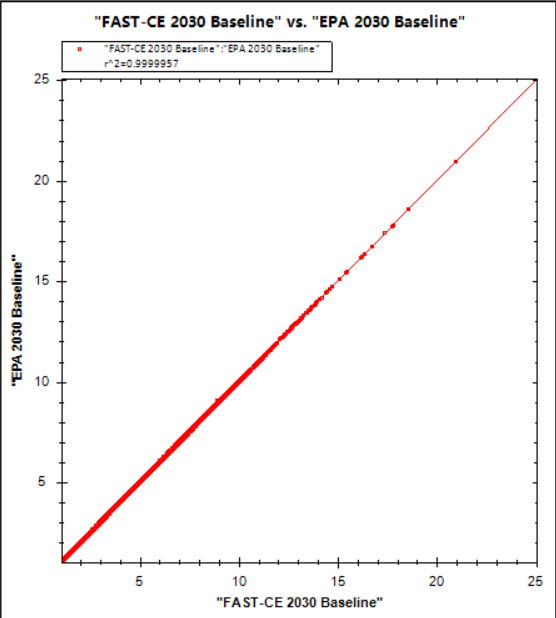 "FAST-CE 2030 Baseline" vs. "EPA 2030 Baseline"
"FAST-CE 2030 Baseline":"EPA 2030 Baseline"
r^2=0.9999957
25
20
15
10
5
"EPA 2030 Baseline"
5 10 15 20 25
"FAST-CE 2030 Baseline"